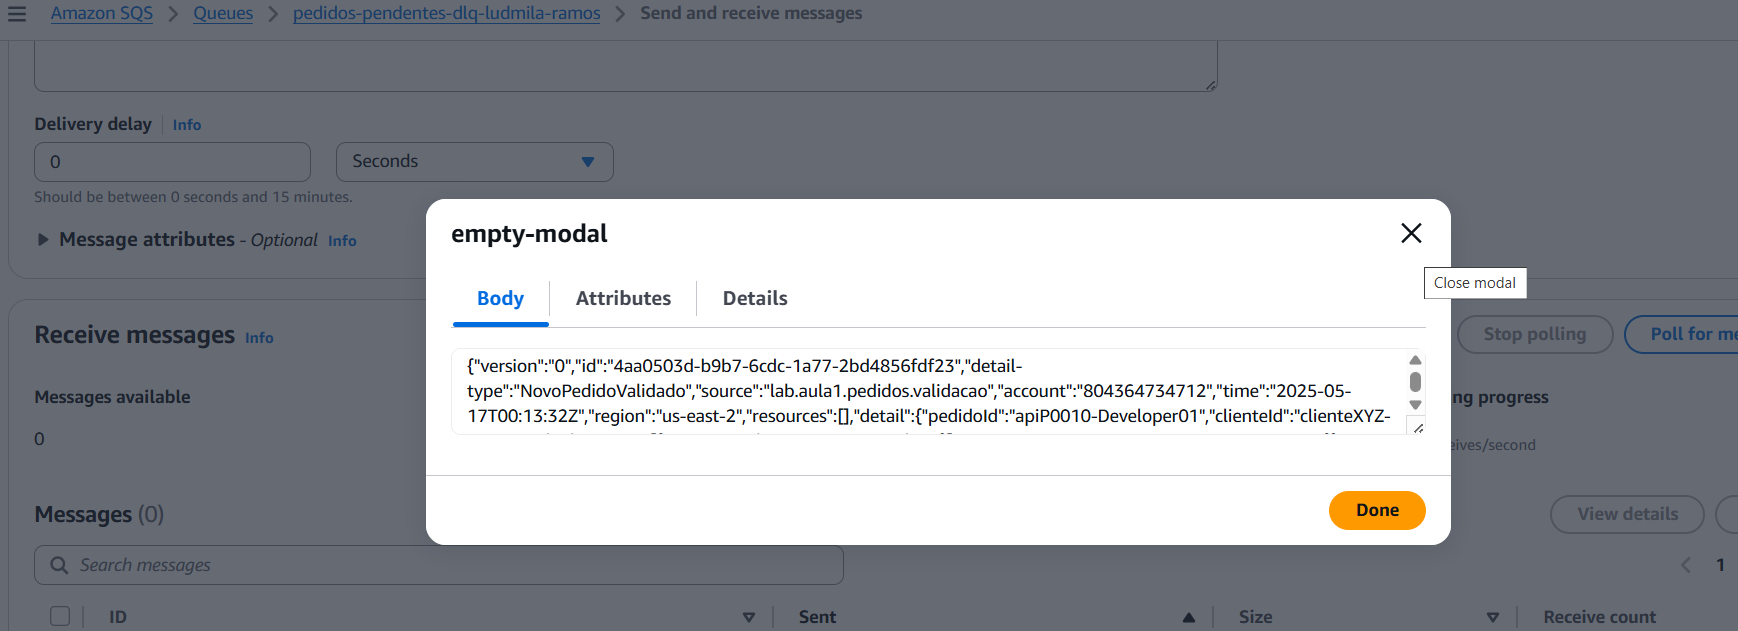 Amazon SQS > Queues > pedidos-pendentes-dlq-ludmila-ramos > Send and receive messages
Delivery delay Info
0 Seconds
Should be between 0 seconds and 15 minutes.
Message attributes - Optional Info
empty-modal
Close modal
Body Attributes Details
{"version":"0","id":"4aa0503d-b9b7-6cdc-1a77-2bd4856fdf23","detail-
type":"NovoPedidoValidado","source":"lab.aula1.pedidos.validacao","account":"804364734712","time":"2025-05-
17T00:13:32Z","region":"us-east-2","resources":[],"detail":{"pedidoId":"apiP0010-Developer01","clienteId":"clienteXYZ-
Done
Receive messages Info
Stop polling Poll for me
Messages available
ng progress
0
eives/second
Messages (0)
View details
Search messages
1
ID Sent Size Receive count